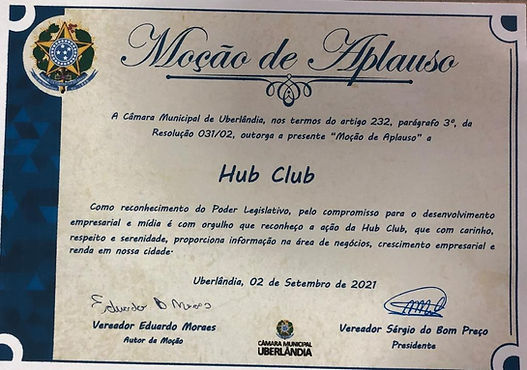 Moção de Aplauso
A Câmara Municipal de Uberlândia, nos termos do artigo 232, parágrafo 3º, da
Resolução 031/02, outorga a presente “Moção de Aplauso” a
Hub Club
Como reconhecimento do Poder Legislativo, pelo compromisso para o desenvolvimento
empresarial e mídia é com orgulho que reconheço a ação da Hub Club, que com carinho,
respeito e serenidade, proporciona informação na área de negócios, crescimento empresarial e
renda em nossa cidade.
Uberlândia, 02 de Setembro de 2021
Eduardo D Moraes
Vereador Eduardo Moraes
Autor da Moção
CÂMARA MUNICIPAL
UBERLÂNDIA
Vereador Sérgio do Bom Preço
Presidente